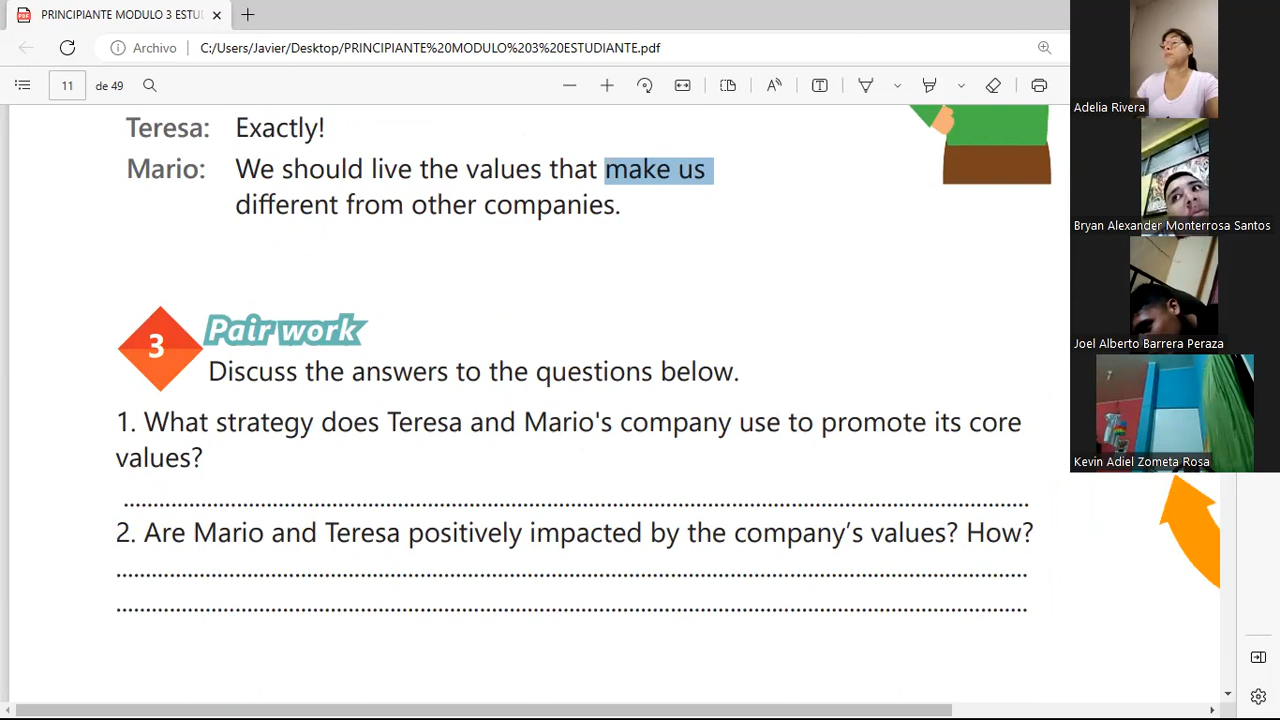 PRINCIPIANTE MODULO 3 ESTU
Archivo
C:/Users/Javier/Desktop/PRINCIPIANTE%20MODULO%203%20ESTUDIANTE.pdf
11
de 49
Teresa: Exactly!
Mario: We should live the values that make us
different from other companies.
3
Pair work
Discuss the answers to the questions below.
1. What strategy does Teresa and Mario's company use to promote its core
values?
2. Are Mario and Teresa positively impacted by the company’s values? How?
Adelia Rivera
Bryan Alexander Monterrosa Santos
Joel Alberto Barrera Peraza
Kevin Adiel Zometa Rosa